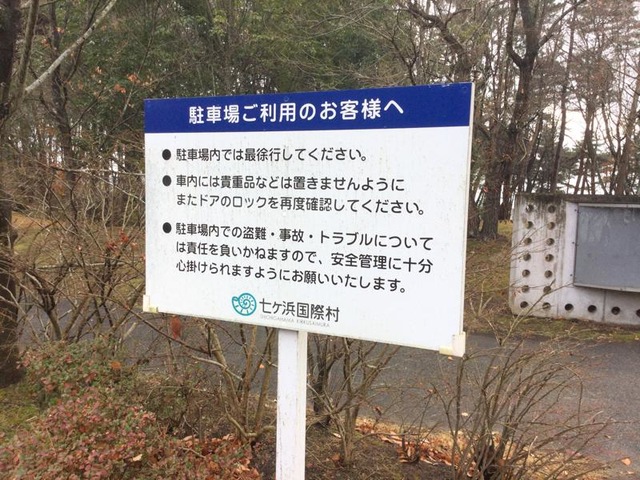 駐車場ご利用のお客様へ
● 駐車場内では最徐行してください。
● 車内には貴重品などは置きませんように
またドアのロックを再度確認してください。
● 駐車場内での盗難・事故・トラブルについて
は責任を負いかねますので、安全管理に十分
心掛けられますようにお願いいたします。
七ヶ浜国際村